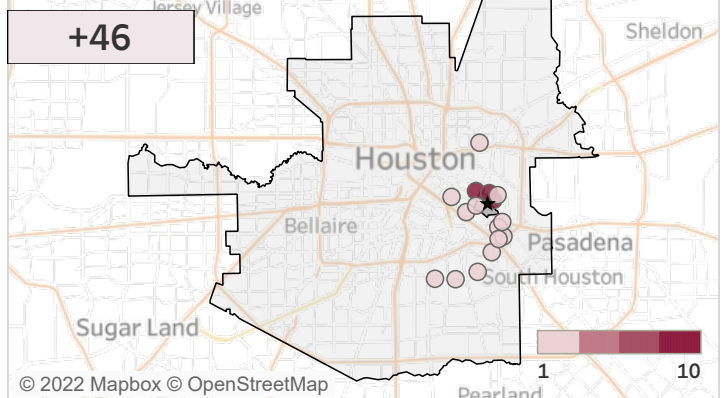 Jersey Village
+46
Sheldon
Houston
Bellaire
Pasadena
South Houston
Sugar Land
1 10
© 2022 Mapbox © OpenStreetMap
Pearland